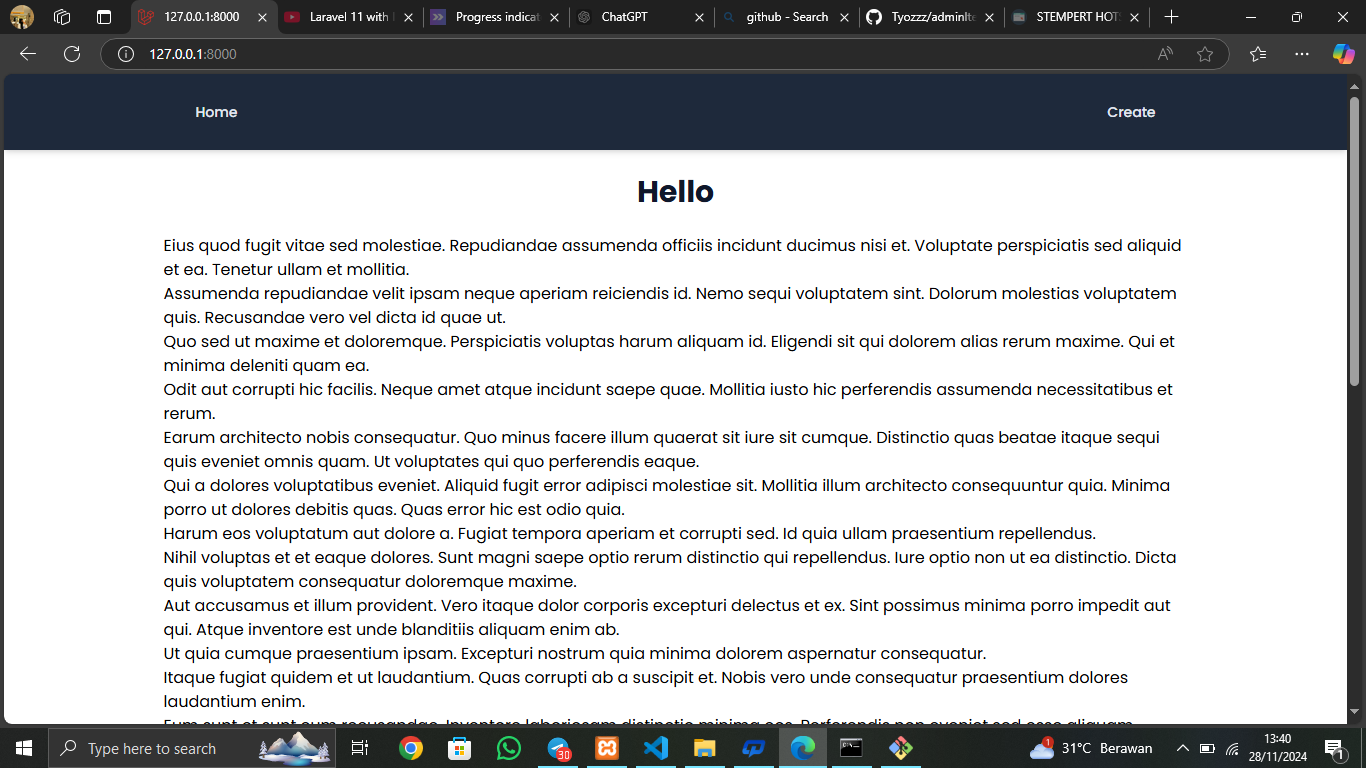 127.0.0.1:8000
Laravel 11 with
Progress indicat
ChatGPT
github - Search
Tyozzz/adminlte
STEMPERT HOTS
127.0.0.1:8000
Home
Create
Hello
Eius quod fugit vitae sed molestiae. Repudiandae assumenda officiis incidunt ducimus nisi et. Voluptate perspiciatis sed aliquid
et ea. Tenetur ullam et mollitia.
Assumenda repudiandae velit ipsam neque aperiam reiciendis id. Nemo sequi voluptatem sint. Dolorum molestias voluptatem
quis. Recusandae vero vel dicta id quae ut.
Quo sed ut maxime et doloremque. Perspiciatis voluptas harum aliquam id. Eligendi sit qui dolorem alias rerum maxime. Qui et
minima deleniti quam ea.
Odit aut corrupti hic facilis. Neque amet atque incidunt saepe quae. Mollitia iusto hic perferendis assumenda necessitatibus et
rerum.
Earum architecto nobis consequatur. Quo minus facere illum quaerat sit iure sit cumque. Distinctio quas beatae itaque sequi
quis eveniet omnis quam. Ut voluptates qui quo perferendis eaque.
Qui a dolores voluptatibus eveniet. Aliquid fugit error adipisci molestiae sit. Mollitia illum architecto consequuntur quia. Minima
porro ut dolores debitis quas. Quas error hic est odio quia.
Harum eos voluptatum aut dolore a. Fugiat tempora aperiam et corrupti sed. Id quia ullam praesentium repellendus.
Nihil voluptas et et eaque dolores. Sunt magni saepe optio rerum distinctio qui repellendus. Iure optio non ut ea distinctio. Dicta
quis voluptatem consequatur doloremque maxime.
Aut accusamus et illum provident. Vero itaque dolor corporis excepturi delectus et ex. Sint possimus minima porro impedit aut
qui. Atque inventore est unde blanditiis aliquam enim ab.
Ut quia cumque praesentium ipsam. Excepturi nostrum quia minima dolorem aspernatur consequatur.
Itaque fugiat quidem et ut laudantium. Quas corrupti ab a suscipit et. Nobis vero unde consequatur praesentium dolores
laudantium enim.
Type here to search
30
1
31°C Berawan
13:40
28/11/2024
1